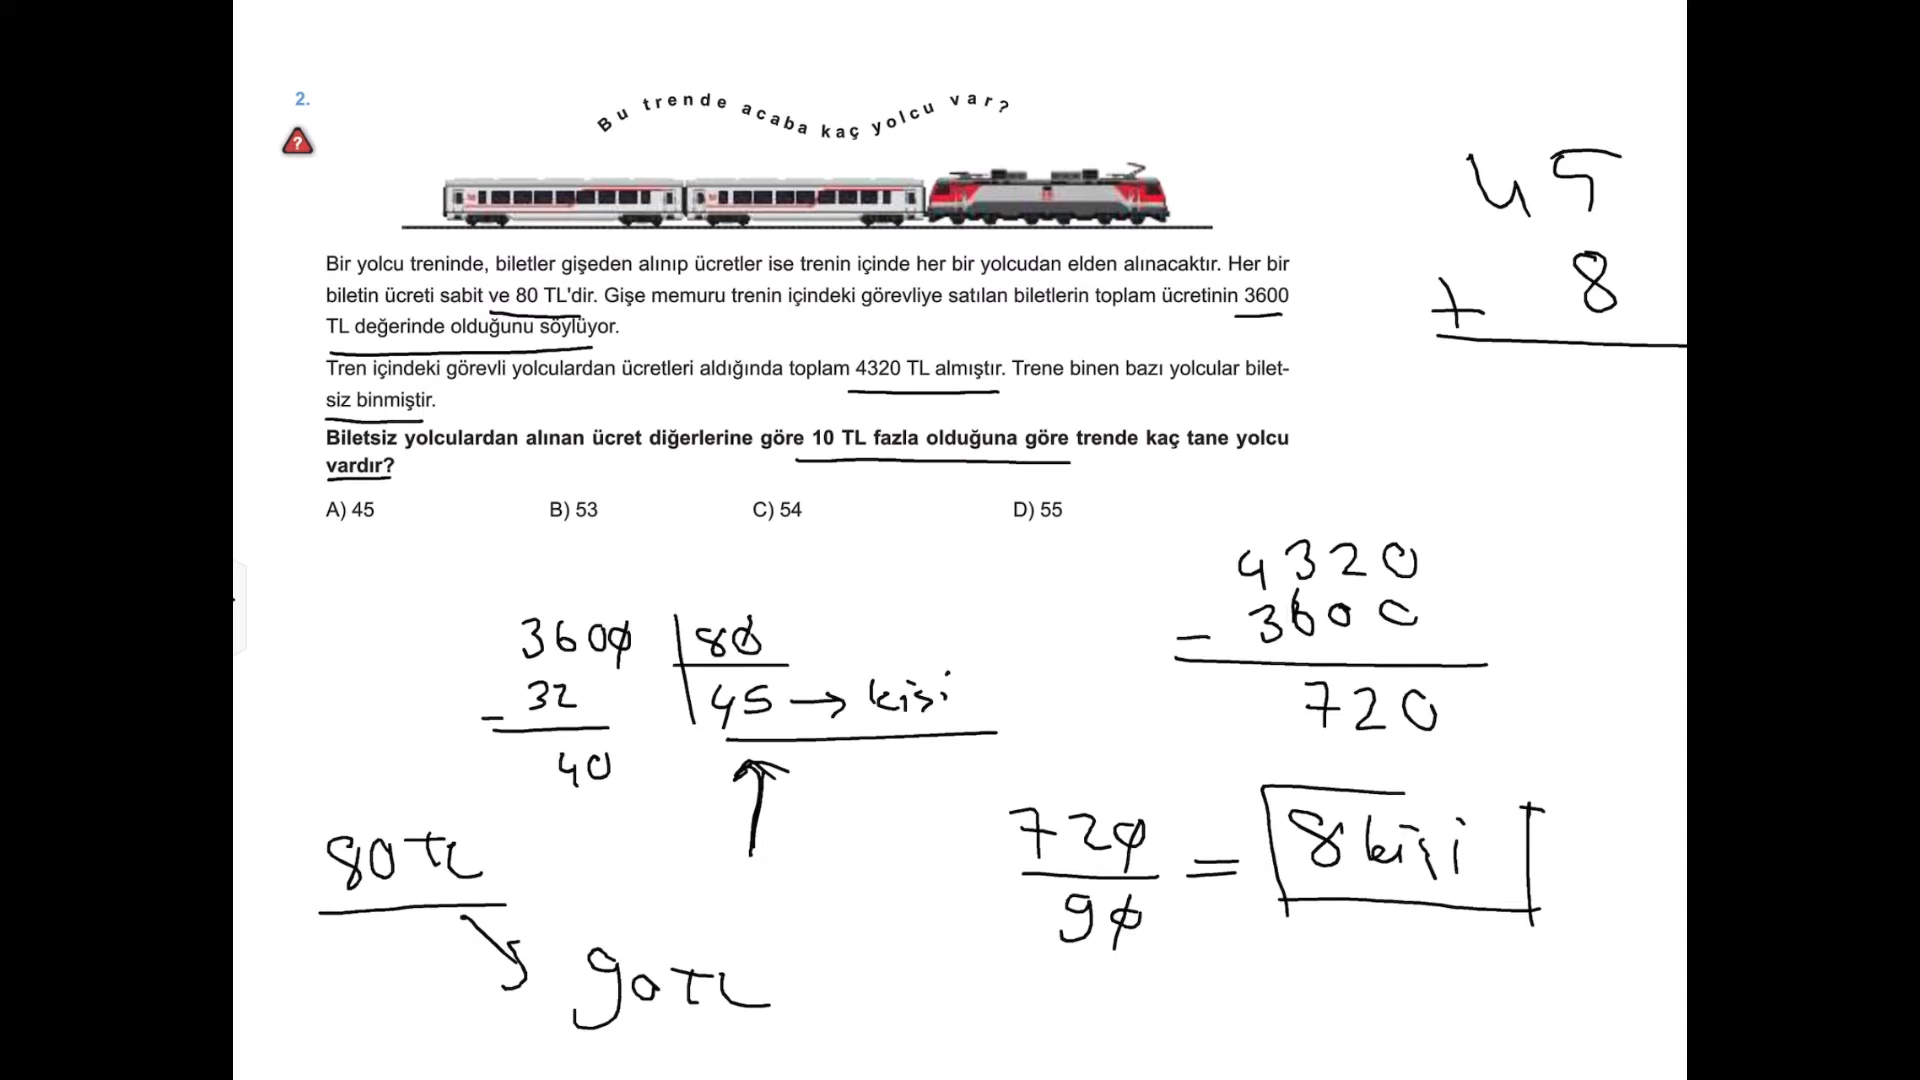 2.
Bu trende acaba kaç yolcu var?
?
Bir yolcu treninde, biletler gişeden alınıp ücretler ise trenin içinde her bir yolcudan elden alınacaktır. Her bir
biletin ücreti sabit ve 80 TL'dir. Gişe memuru trenin içindeki görevliye satılan biletlerin toplam ücretinin 3600
TL değerinde olduğunu söylüyor.
Tren içindeki görevli yolculardan ücretleri aldığında toplam 4320 TL almıştır. Trene binen bazı yolcular bilet-
siz binmiştir.
Biletsiz yolculardan alınan ücret diğerlerine göre 10 TL fazla olduğuna göre trende kaç tane yolcu
vardır?
A) 45 B) 53 C) 54 D) 55
45
+ 8
3600 | 80
- 32
45 → kişi
40
80 TL
90 TL
4320
- 3600
720
720
90
= 8 kişi